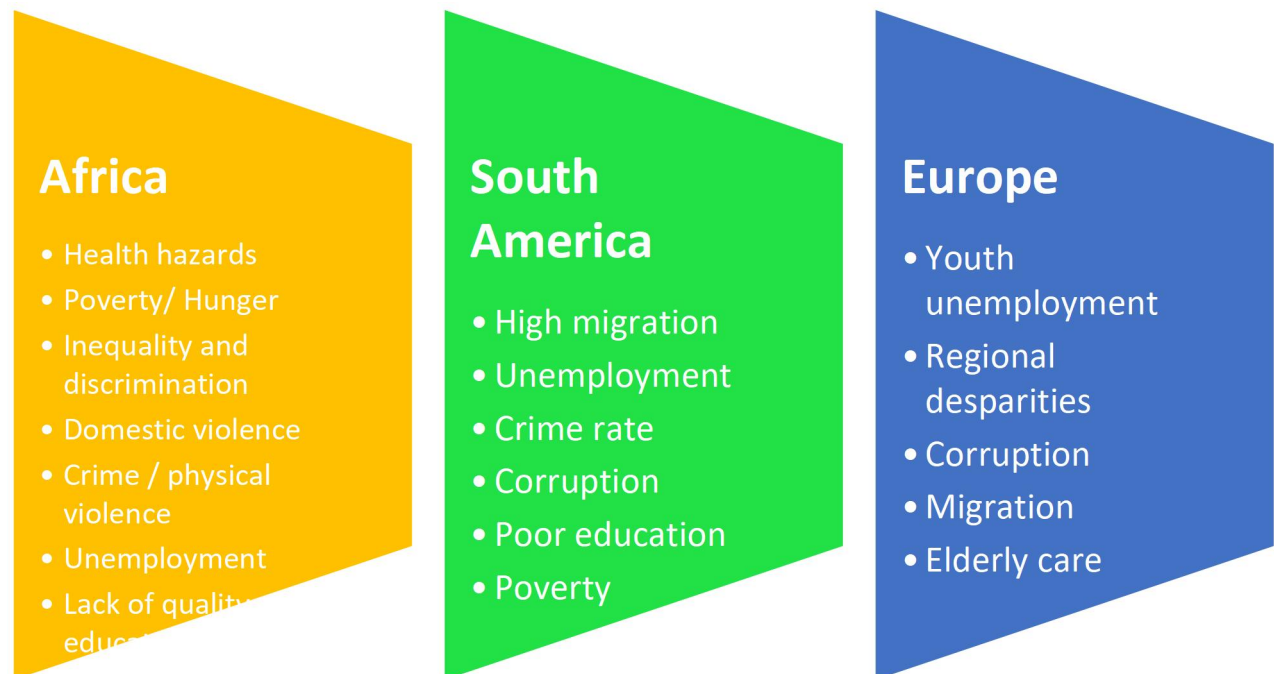 Africa
• Health hazards
• Poverty/ Hunger
• Inequality and
discrimination
• Domestic violence
• Crime / physical
violence
• Unemployment
• Lack of quality
South
America
• High migration
• Unemployment
• Crime rate
• Corruption
• Poor education
• Poverty
Europe
• Youth
unemployment
• Regional
desparities
• Corruption
• Migration
• Elderly care